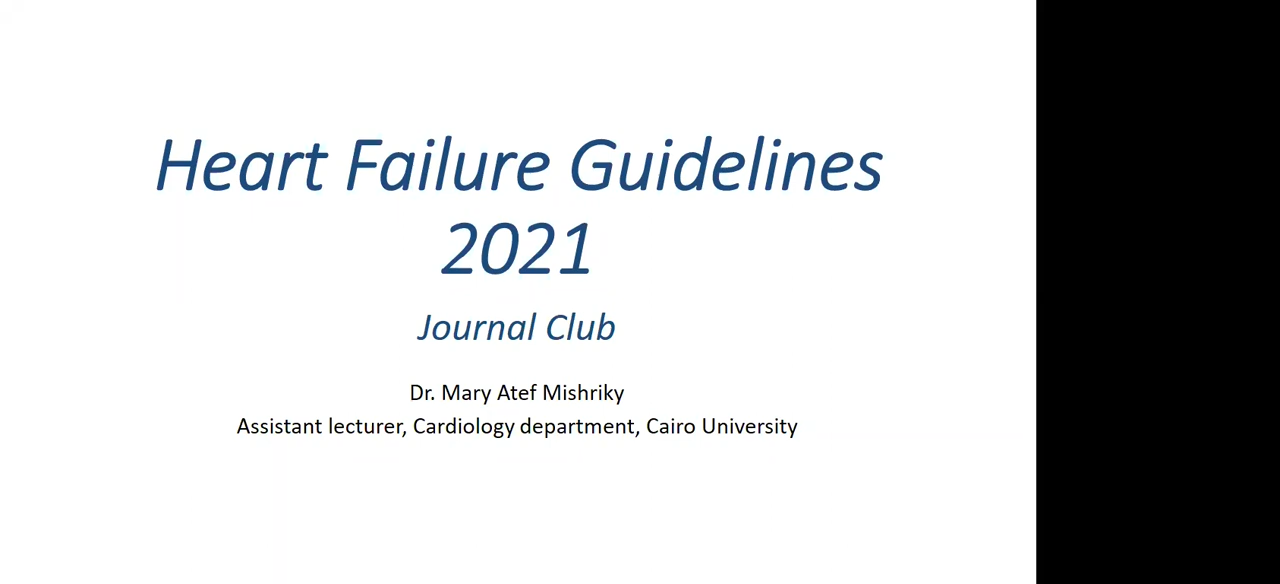 Heart Failure Guidelines
2021
Journal Club
Dr. Mary Atef Mishriky
Assistant lecturer, Cardiology department, Cairo University